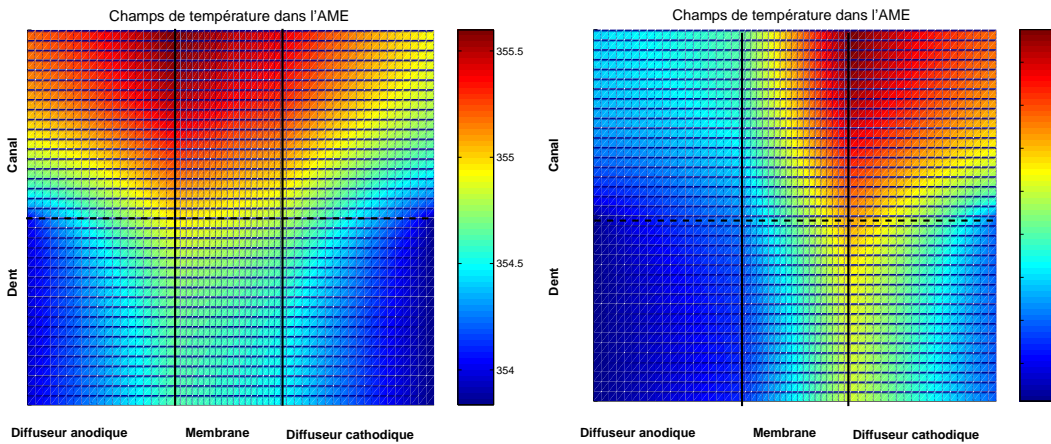 Champs de température dans l'AME
355.5
355
354.5
354
Canal
Dent
Diffuseur anodique Membrane Diffuseur cathodique
Champs de température dans l'AME
Canal
Dent
Diffuseur anodique Membrane Diffuseur cathodique